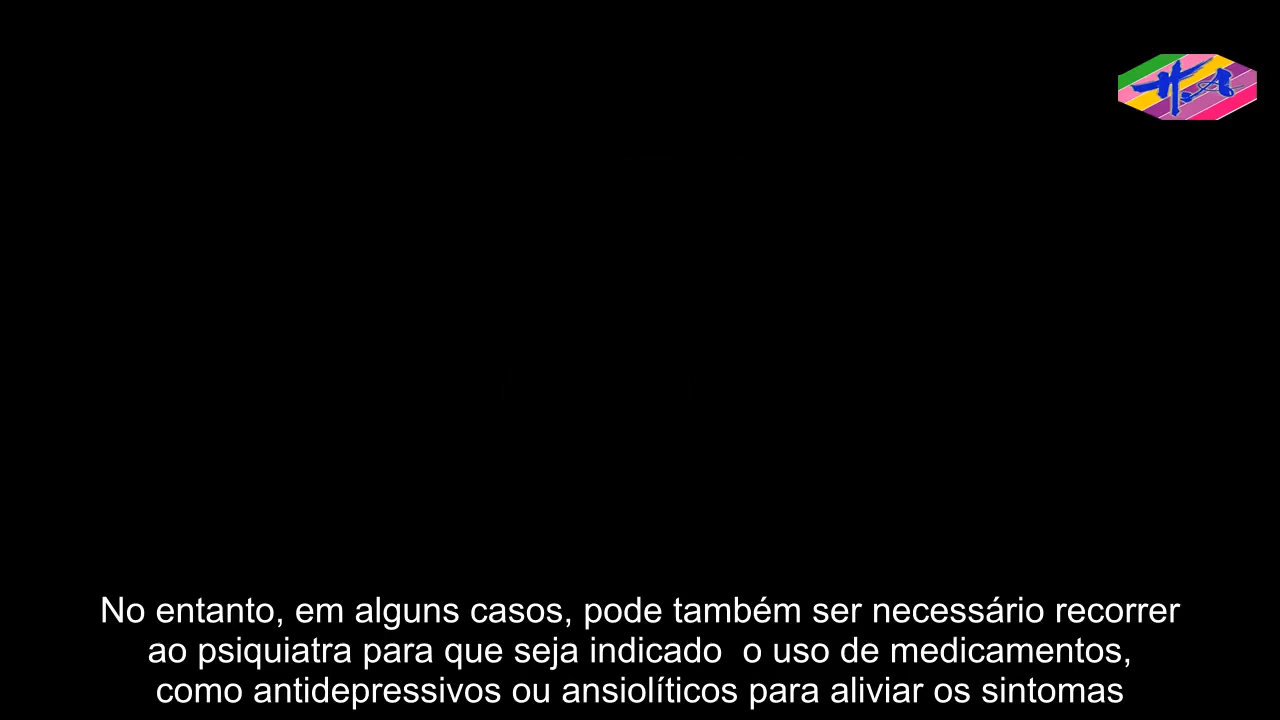 No entanto, em alguns casos, pode também ser necessário recorrer
ao psiquiatra para que seja indicado  o uso de medicamentos,
como antidepressivos ou ansiolíticos para aliviar os sintomas